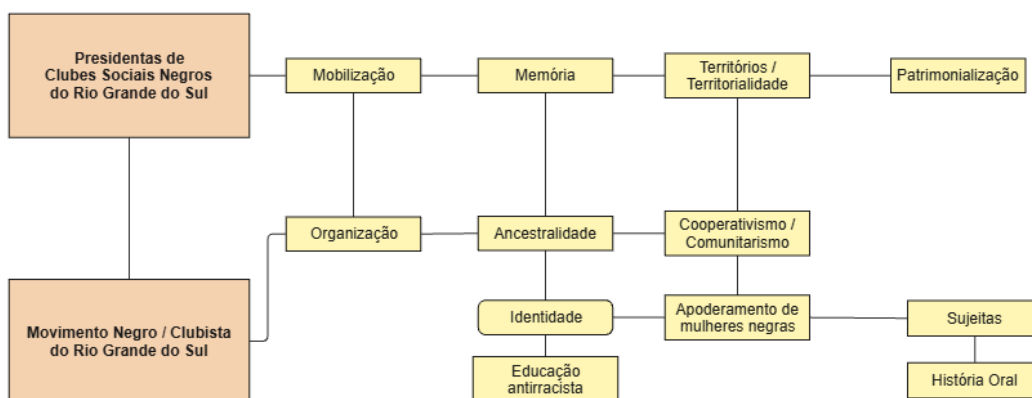 Presidentas de
Clubes Sociais Negros
do Rio Grande do Sul
Mobilização
Memória
Territórios /
Territorialidade
Patrimonialização
Organização
Ancestralidade
Cooperativismo /
Comunitarismo
Movimento Negro / Clubista
do Rio Grande do Sul
Identidade
Apoderamento de
mulheres negras
Sujeitas
Educação
antirracista
História Oral